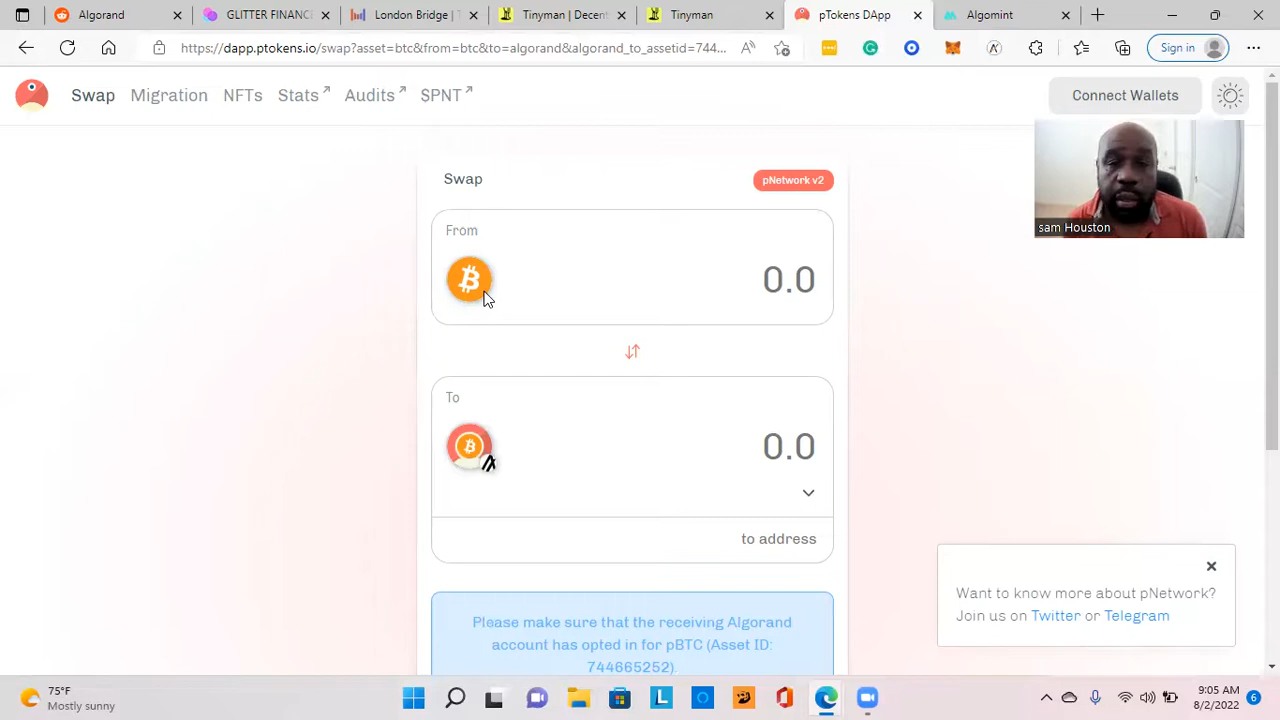 Algorand
GLITTER FINANC
London Bridge | T
Tinyman | Decent
Tinyman
pTokens DApp
Algomint
https://dapp.ptokens.io/swap?asset=btc&from=btc&to=algorand&algorand_to_assetid=744...
Sign in
Swap
Migration
NFTs
Stats
Audits
$PNT
Connect Wallets
sam Houston
Swap
pNetwork v2
From
0.0
To
0.0
to address
Please make sure that the receiving Algorand
account has opted in for pBTC (Asset ID:
744665252).
Want to know more about pNetwork?
Join us on Twitter or Telegram
75°F
Mostly sunny
9:05 AM
8/2/2022
6